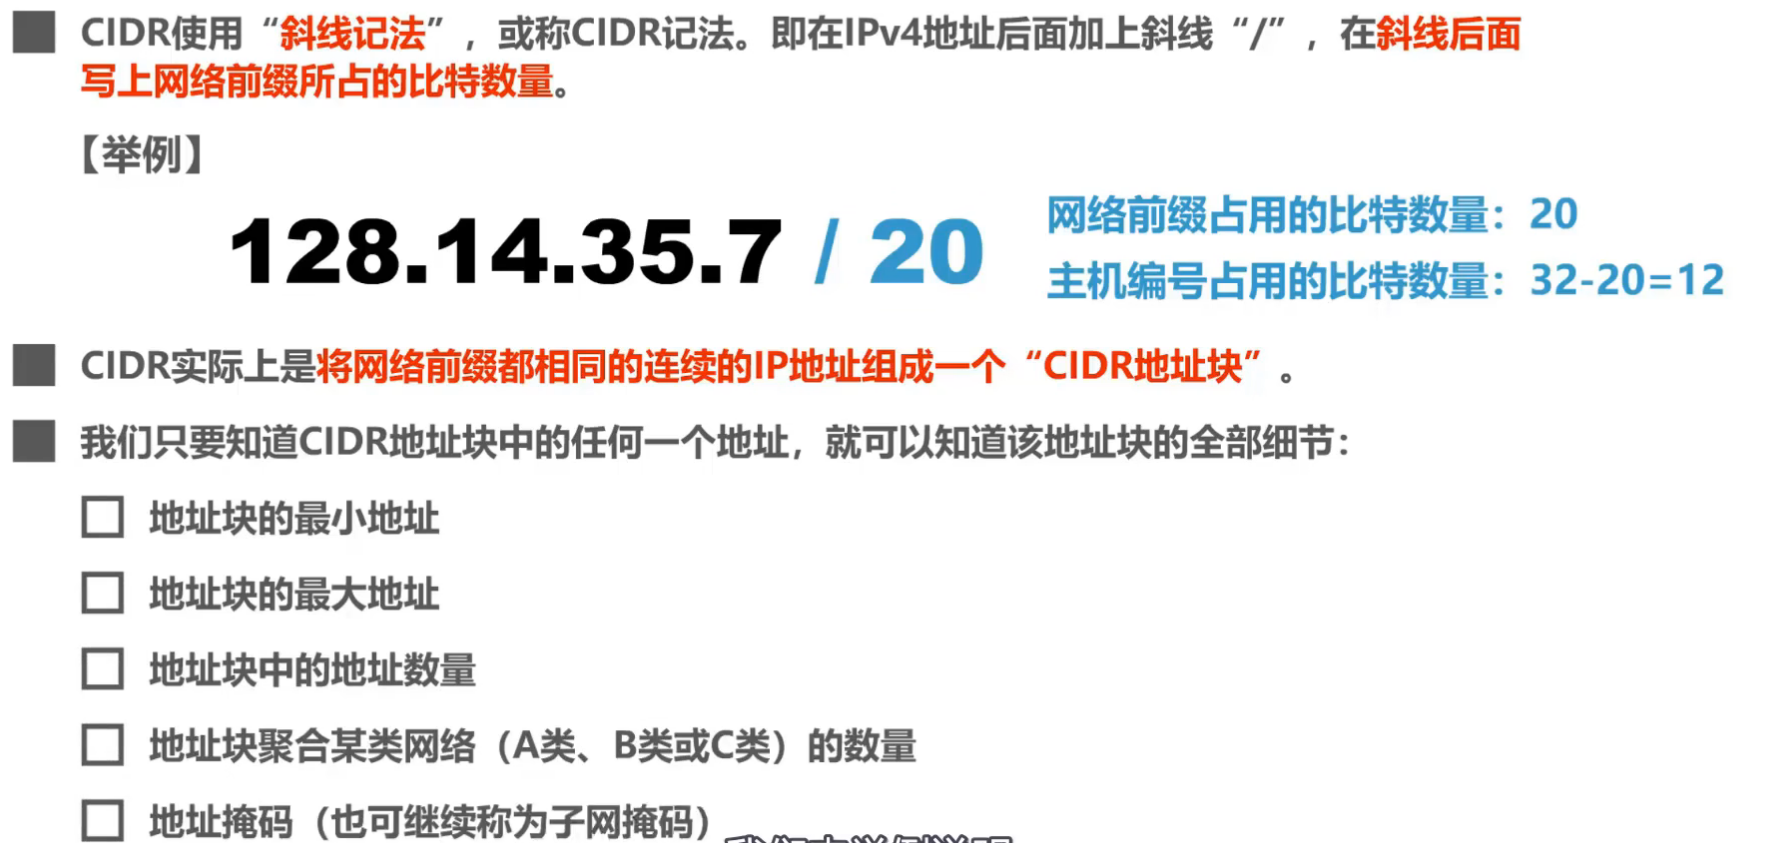 CIDR使用“斜线记法”，或称CIDR记法。即在IPv4地址后面加上斜线“/”，在斜线后面
写上网络前缀所占的比特数量。
【举例】
128.14.35.7 / 20
网络前缀占用的比特数量：20
主机编号占用的比特数量：32-20=12
CIDR实际上是将网络前缀都相同的连续的IP地址组成一个“CIDR地址块”。
我们只要知道CIDR地址块中的任何一个地址，就可以知道该地址块的全部细节：
地址块的最小地址
地址块的最大地址
地址块中的地址数量
地址块聚合某类网络（A类、B类或C类）的数量
地址掩码（也可继续称为子网掩码）